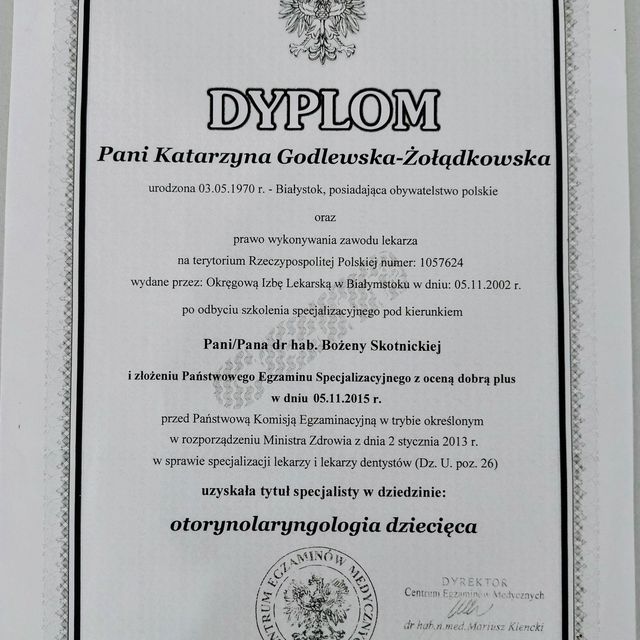 DYPLOM
Pani Katarzyna Godlewska-Żołądkowska
urodzona 03.05.1970 r. - Białystok, posiadająca obywatelstwo polskie
oraz
prawo wykonywania zawodu lekarza
na terytorium Rzeczypospolitej Polskiej numer: 1057624
wydane przez: Okręgową Izbę Lekarską w Białymstoku w dniu: 05.11.2002 r.
po odbyciu szkolenia specjalizacyjnego pod kierunkiem
Pani/Pana dr hab. Bożeny Skotnickiej
i złożeniu Państwowego Egzaminu Specjalizacyjnego z oceną dobrą plus
w dniu 05.11.2015 r.
przed Państwową Komisją Egzaminacyjną w trybie określonym
w rozporządzeniu Ministra Zdrowia z dnia 2 stycznia 2013 r.
w sprawie specjalizacji lekarzy i lekarzy dentystów (Dz. U. poz. 26)
uzyskała tytuł specjalisty w dziedzinie:
otorynolaryngologia dziecięca
CENTRUM EGZAMINÓW MEDYCZNYCH
DYREKTOR
Centrum Egzaminów Medycznych
dr hab.n.med. Mariusz Klencki